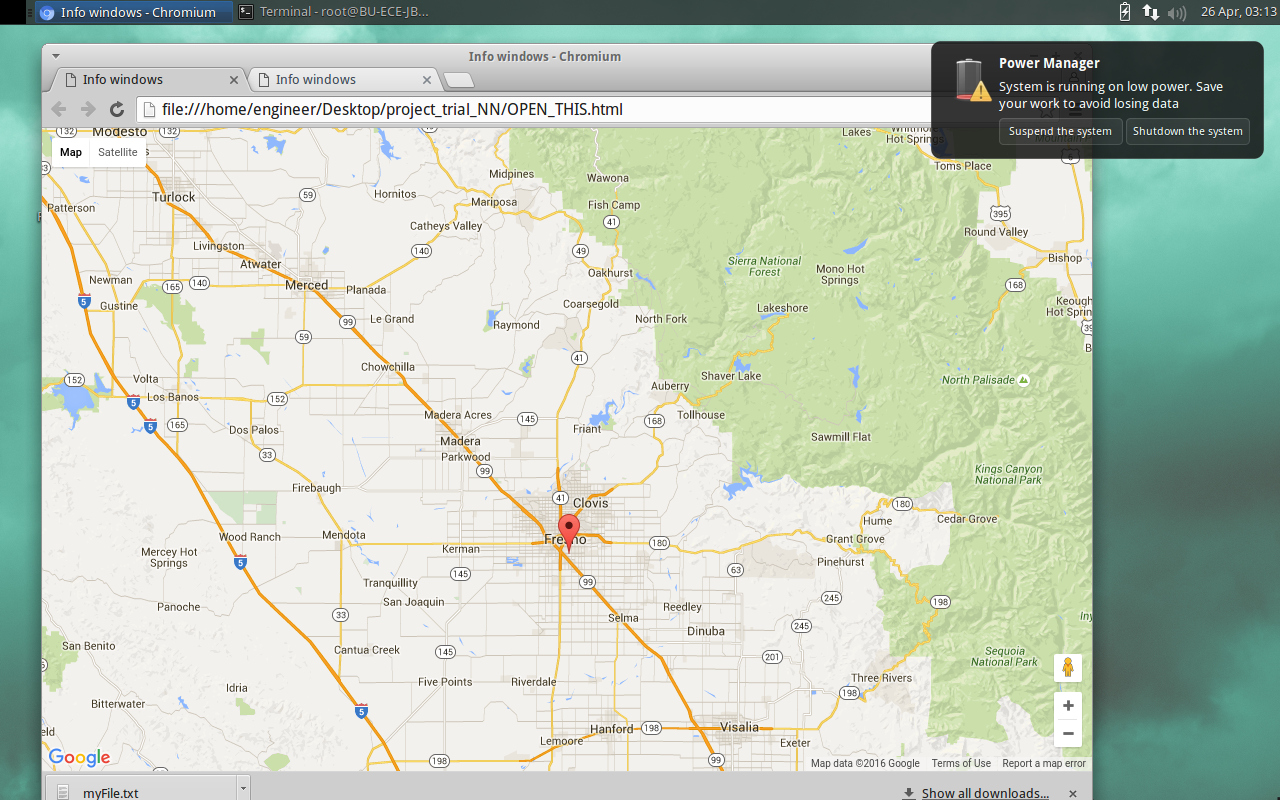 Info windows - Chromium
Terminal - root@BU-ECE-JB...
26 Apr, 03:13
Info windows - Chromium
Info windows
Info windows
file:///home/engineer/Desktop/project_trial_NN/OPEN_THIS.html
Power Manager
System is running on low power. Save
your work to avoid losing data
Suspend the system
Shutdown the system
Map
Satellite
132
Modesto
132
Lakes
Hot Springs
Toms Place
Midpines
Wawona
Turlock
59
Hornitos
Mariposa
Fish Camp
Patterson
41
395
Catheys Valley
Round Valley
Livingston
140
49
Bishop
Atwater
Sierra National
Forest
Mono Hot
Springs
Oakhurst
Newman
165
140
Merced
Planada
168
5
Gustine
Coarsegold
Lakeshore
Keough
Hot Sprin
99
Le Grand
Raymond
North Fork
59
41
Chowchilla
Shaver Lake
North Palisade
152
Volta
Auberry
Los Banos
152
5
Madera Acres
145
Tollhouse
168
5
165
Dos Palos
Friant
Madera
Sawmill Flat
33
Parkwood
99
Kings Canyon
National Park
Firebaugh
41
Clovis
180
Cedar Grove
Hume
Wood Ranch
Mendota
Fresno
Grant Grove
180
Kerman
Mercey Hot
Springs
5
Pinehurst
63
145
Tranquillity
99
245
San Joaquin
198
Panoche
Reedley
33
Selma
245
Dinuba
San Benito
Cantua Creek
145
201
Sequoia
National Park
Five Points
Riverdale
Three Rivers
Idria
198
Bitterwater
5
Hanford
198
Visalia
Lemoore
Exeter
198
99
Google
Map data ©2016 Google
Terms of Use
Report a map error
myFile.txt
Show all downloads...